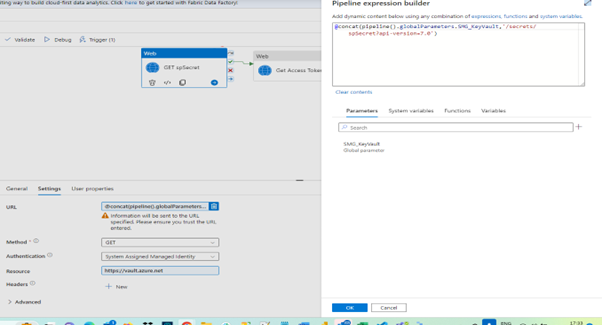 ting way to build cloud-first data analytics. Click here to get started with Fabric Data Factory!
Validate
Debug
Trigger (1)
Web
GET spSecret
Web
Get Access Token
General
Settings
User properties
URL
@concat(pipeline().globalParameters...
Information will be sent to the URL
specified. Please ensure you trust the URL
entered.
Method *
GET
Authentication
System Assigned Managed Identity
Resource
https://vault.azure.net
Headers
New
Advanced
Pipeline expression builder
Add dynamic content below using any combination of expressions, functions and system variables.
@concat(pipeline().globalParameters.SMG_KeyVault,'/secrets/
spSecret?api-version=7.0')
Clear contents
Parameters
System variables
Functions
Variables
Search
SMG_KeyVault
Global parameter
OK
Cancel
ENG
17:03